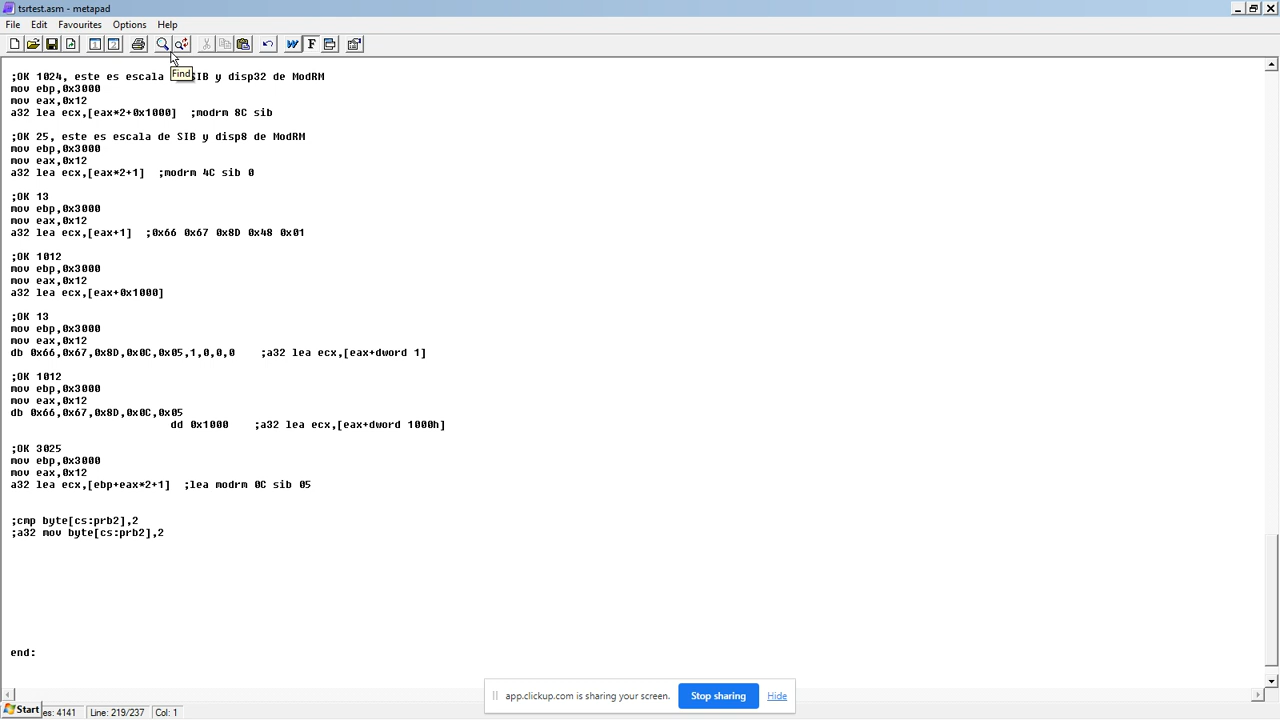 tsrtest.asm - metapad
File Edit Favourites Options Help
Find
;OK 1024, este es escala SIB y disp32 de ModRM
mov ebp,0x3000
mov eax,0x12
a32 lea ecx,[eax*2+0x1000] ;modrm 8C sib
;OK 25, este es escala de SIB y disp8 de ModRM
mov ebp,0x3000
mov eax,0x12
a32 lea ecx,[eax*2+1] ;modrm 4C sib 0
;OK 13
mov ebp,0x3000
mov eax,0x12
a32 lea ecx,[eax+1] ;0x66 0x67 0x8D 0x48 0x01
;OK 1012
mov ebp,0x3000
mov eax,0x12
a32 lea ecx,[eax+0x1000]
;OK 13
mov ebp,0x3000
mov eax,0x12
db 0x66,0x67,0x8D,0x0C,0x05,1,0,0,0 ;a32 lea ecx,[eax+dword 1]
;OK 1012
mov ebp,0x3000
mov eax,0x12
db 0x66,0x67,0x8D,0x0C,0x05
dd 0x1000 ;a32 lea ecx,[eax+dword 1000h]
;OK 3025
mov ebp,0x3000
mov eax,0x12
a32 lea ecx,[ebp+eax*2+1] ;lea modrm 0C sib 05
;cmp byte[cs:prb2],2
;a32 mov byte[cs:prb2],2
end:
app.clickup.com is sharing your screen. Stop sharing Hide
Start es: 4141 Line: 219/237 Col: 1